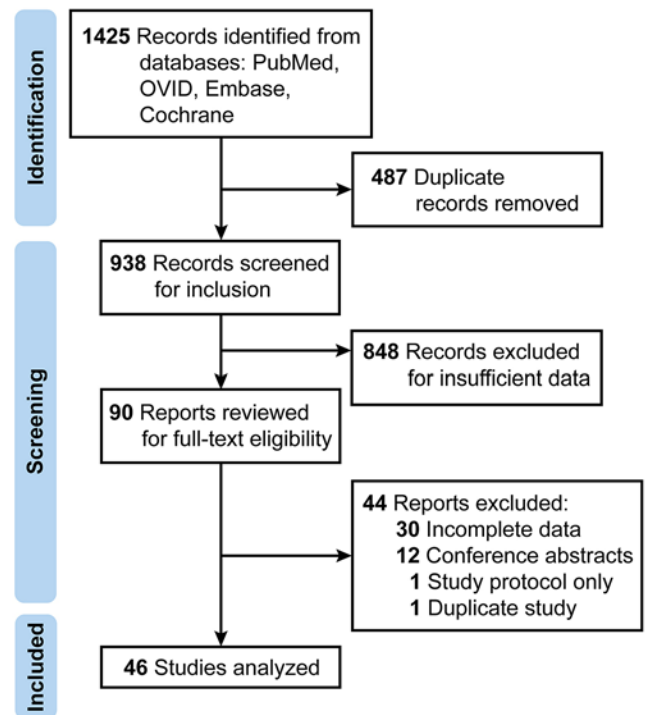 Identification
1425 Records identified from
databases: PubMed,
OVID, Embase,
Cochrane
487 Duplicate
records removed
Screening
938 Records screened
for inclusion
848 Records excluded
for insufficient data
90 Reports reviewed
for full-text eligibility
44 Reports excluded:
30 Incomplete data
12 Conference abstracts
1 Study protocol only
1 Duplicate study
Included
46 Studies analyzed